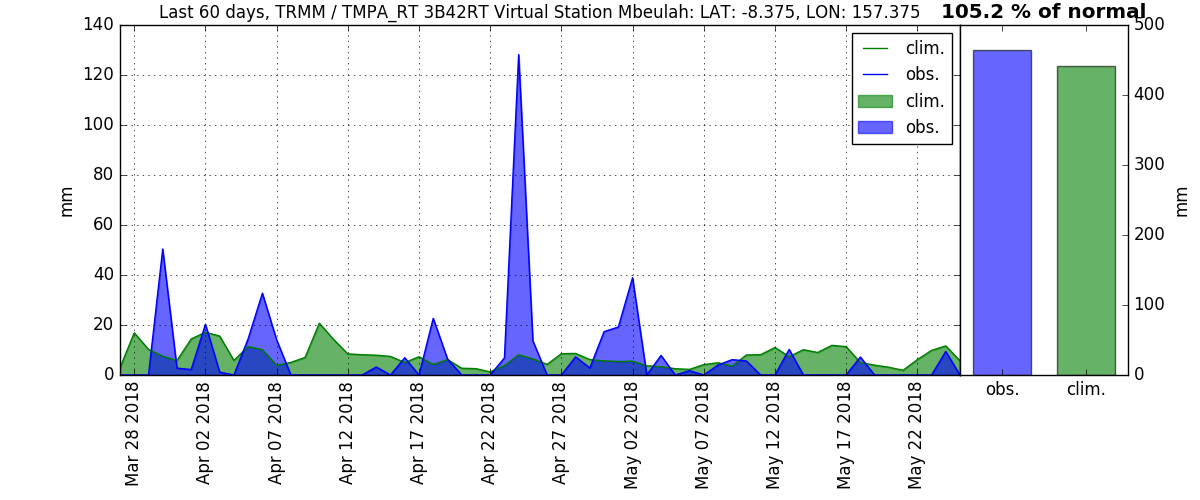 Last 60 days, TRMM / TMPA_RT 3B42RT Virtual Station Mbeulah: LAT: -8.375, LON: 157.375
105.2 % of normal
140
120
100
80
60
40
20
0
mm
clim.
obs.
clim.
obs.
Mar 28 2018
Apr 02 2018
Apr 07 2018
Apr 12 2018
Apr 17 2018
Apr 22 2018
Apr 27 2018
May 02 2018
May 07 2018
May 12 2018
May 17 2018
May 22 2018
500
400
300
200
100
0
mm
obs.
clim.